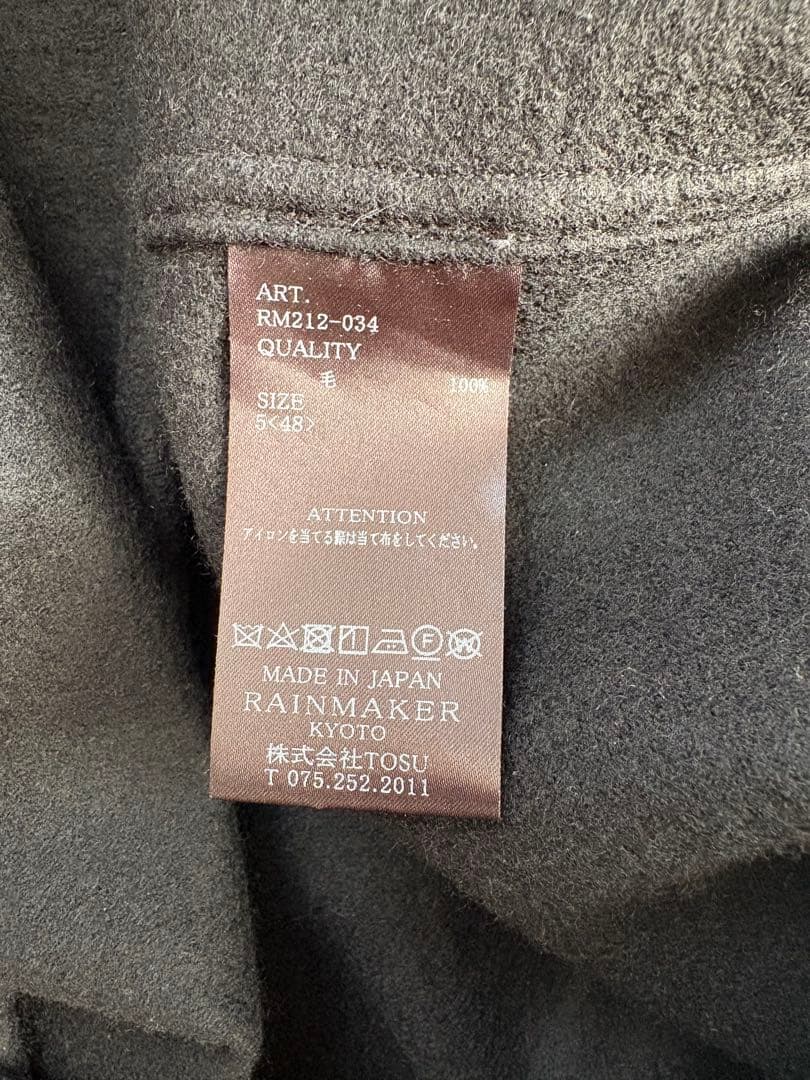 ART.
RM212-034
QUALITY
毛 100%
SIZE
5<48>
ATTENTION
アイロンを当てる際は当て布をしてください。
F W
MADE IN JAPAN
RAINMAKER
KYOTO
株式会社TOSU
T 075.252.2011